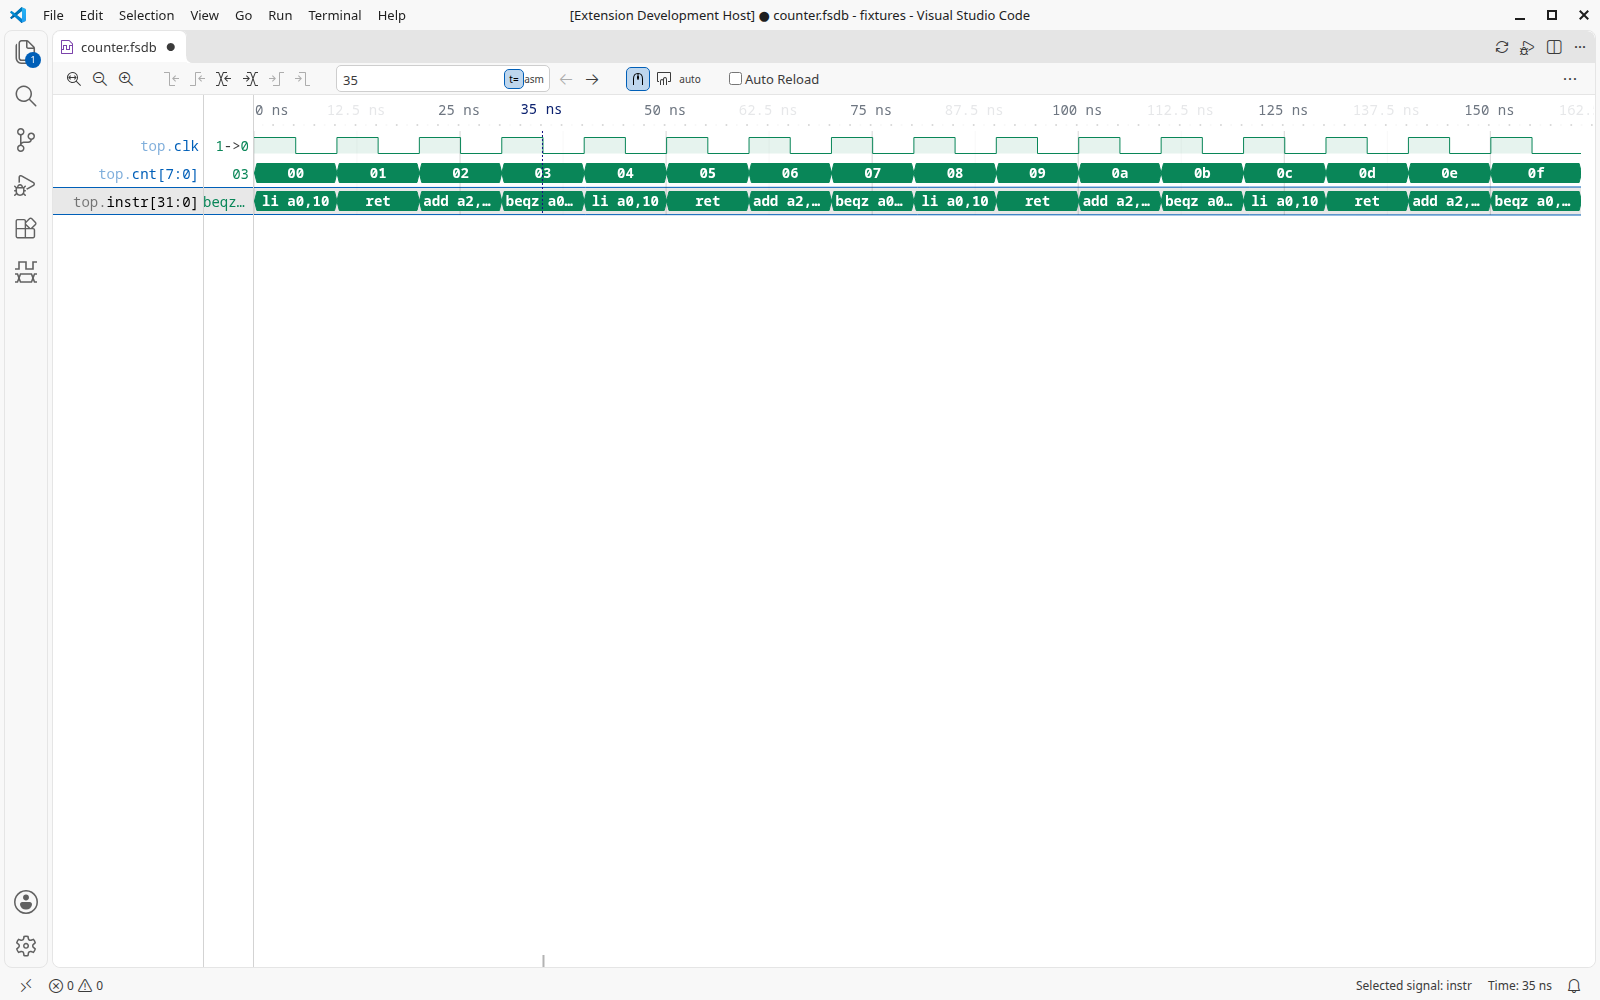 File Edit Selection View Go Run Terminal Help [Extension Development Host] ● counter.fsdb - fixtures - Visual Studio Code
1 counter.fsdb ●
35 t= asm auto Auto Reload
0 ns 12.5 ns 25 ns 35 ns 50 ns 62.5 ns 75 ns 87.5 ns 100 ns 112.5 ns 125 ns 137.5 ns 150 ns 162.
top.clk 1->0
top.cnt[7:0] 03 00 01 02 03 04 05 06 07 08 09 0a 0b 0c 0d 0e 0f
top.instr[31:0] beqz… li a0,10 ret add a2,… beqz a0… li a0,10 ret add a2,… beqz a0… li a0,10 ret add a2,… beqz a0… li a0,10 ret add a2,… beqz a0,…
0 0 Selected signal: instr Time: 35 ns